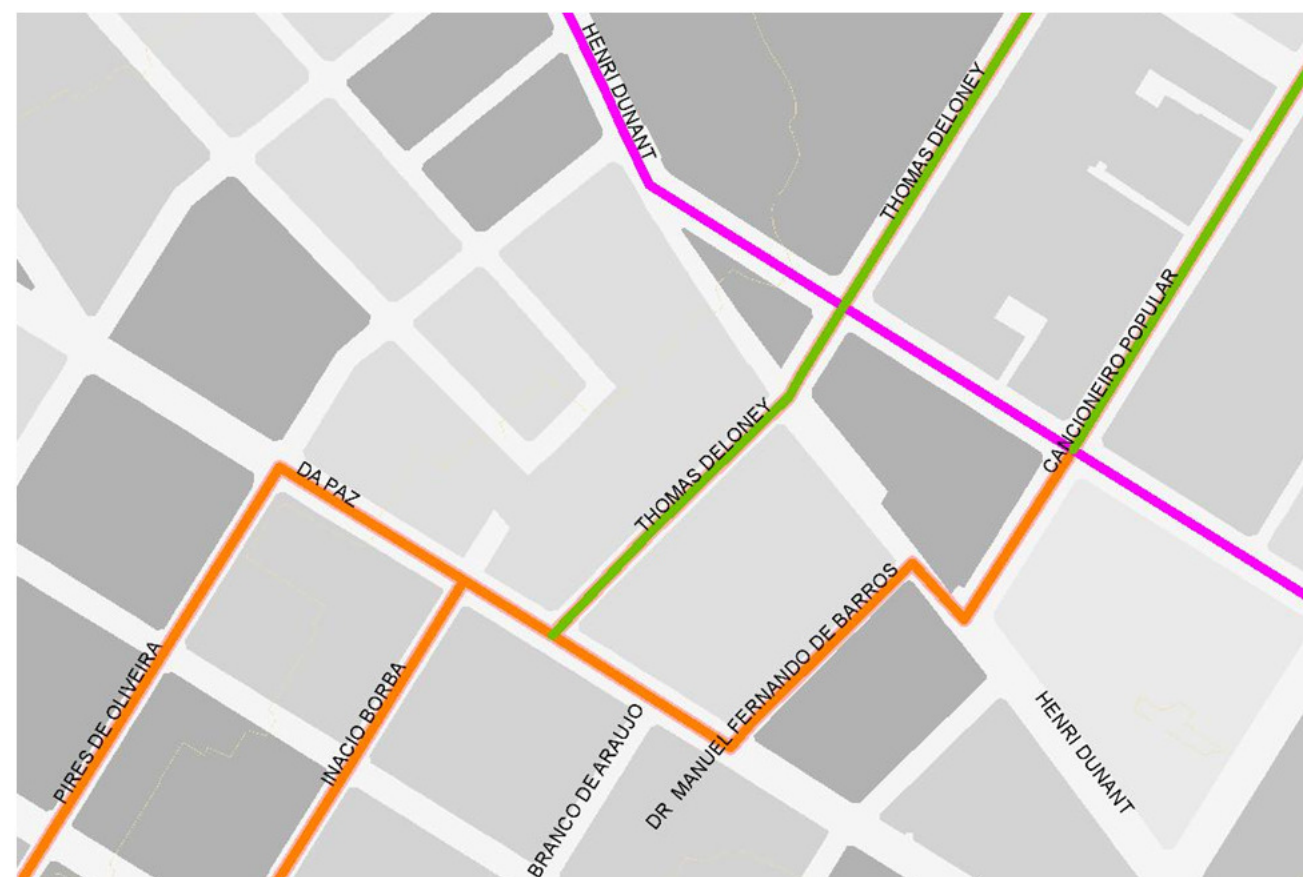 HENRI DUNANT
THOMAS DELONEY
CANCIONEIRO POPULAR
THOMAS DELONEY
DA PAZ
PIRES DE OLIVEIRA
INACIO BORBA
BRANCO DE ARAUJO
DR MANUEL FERNANDO DE BARROS
HENRI DUNANT